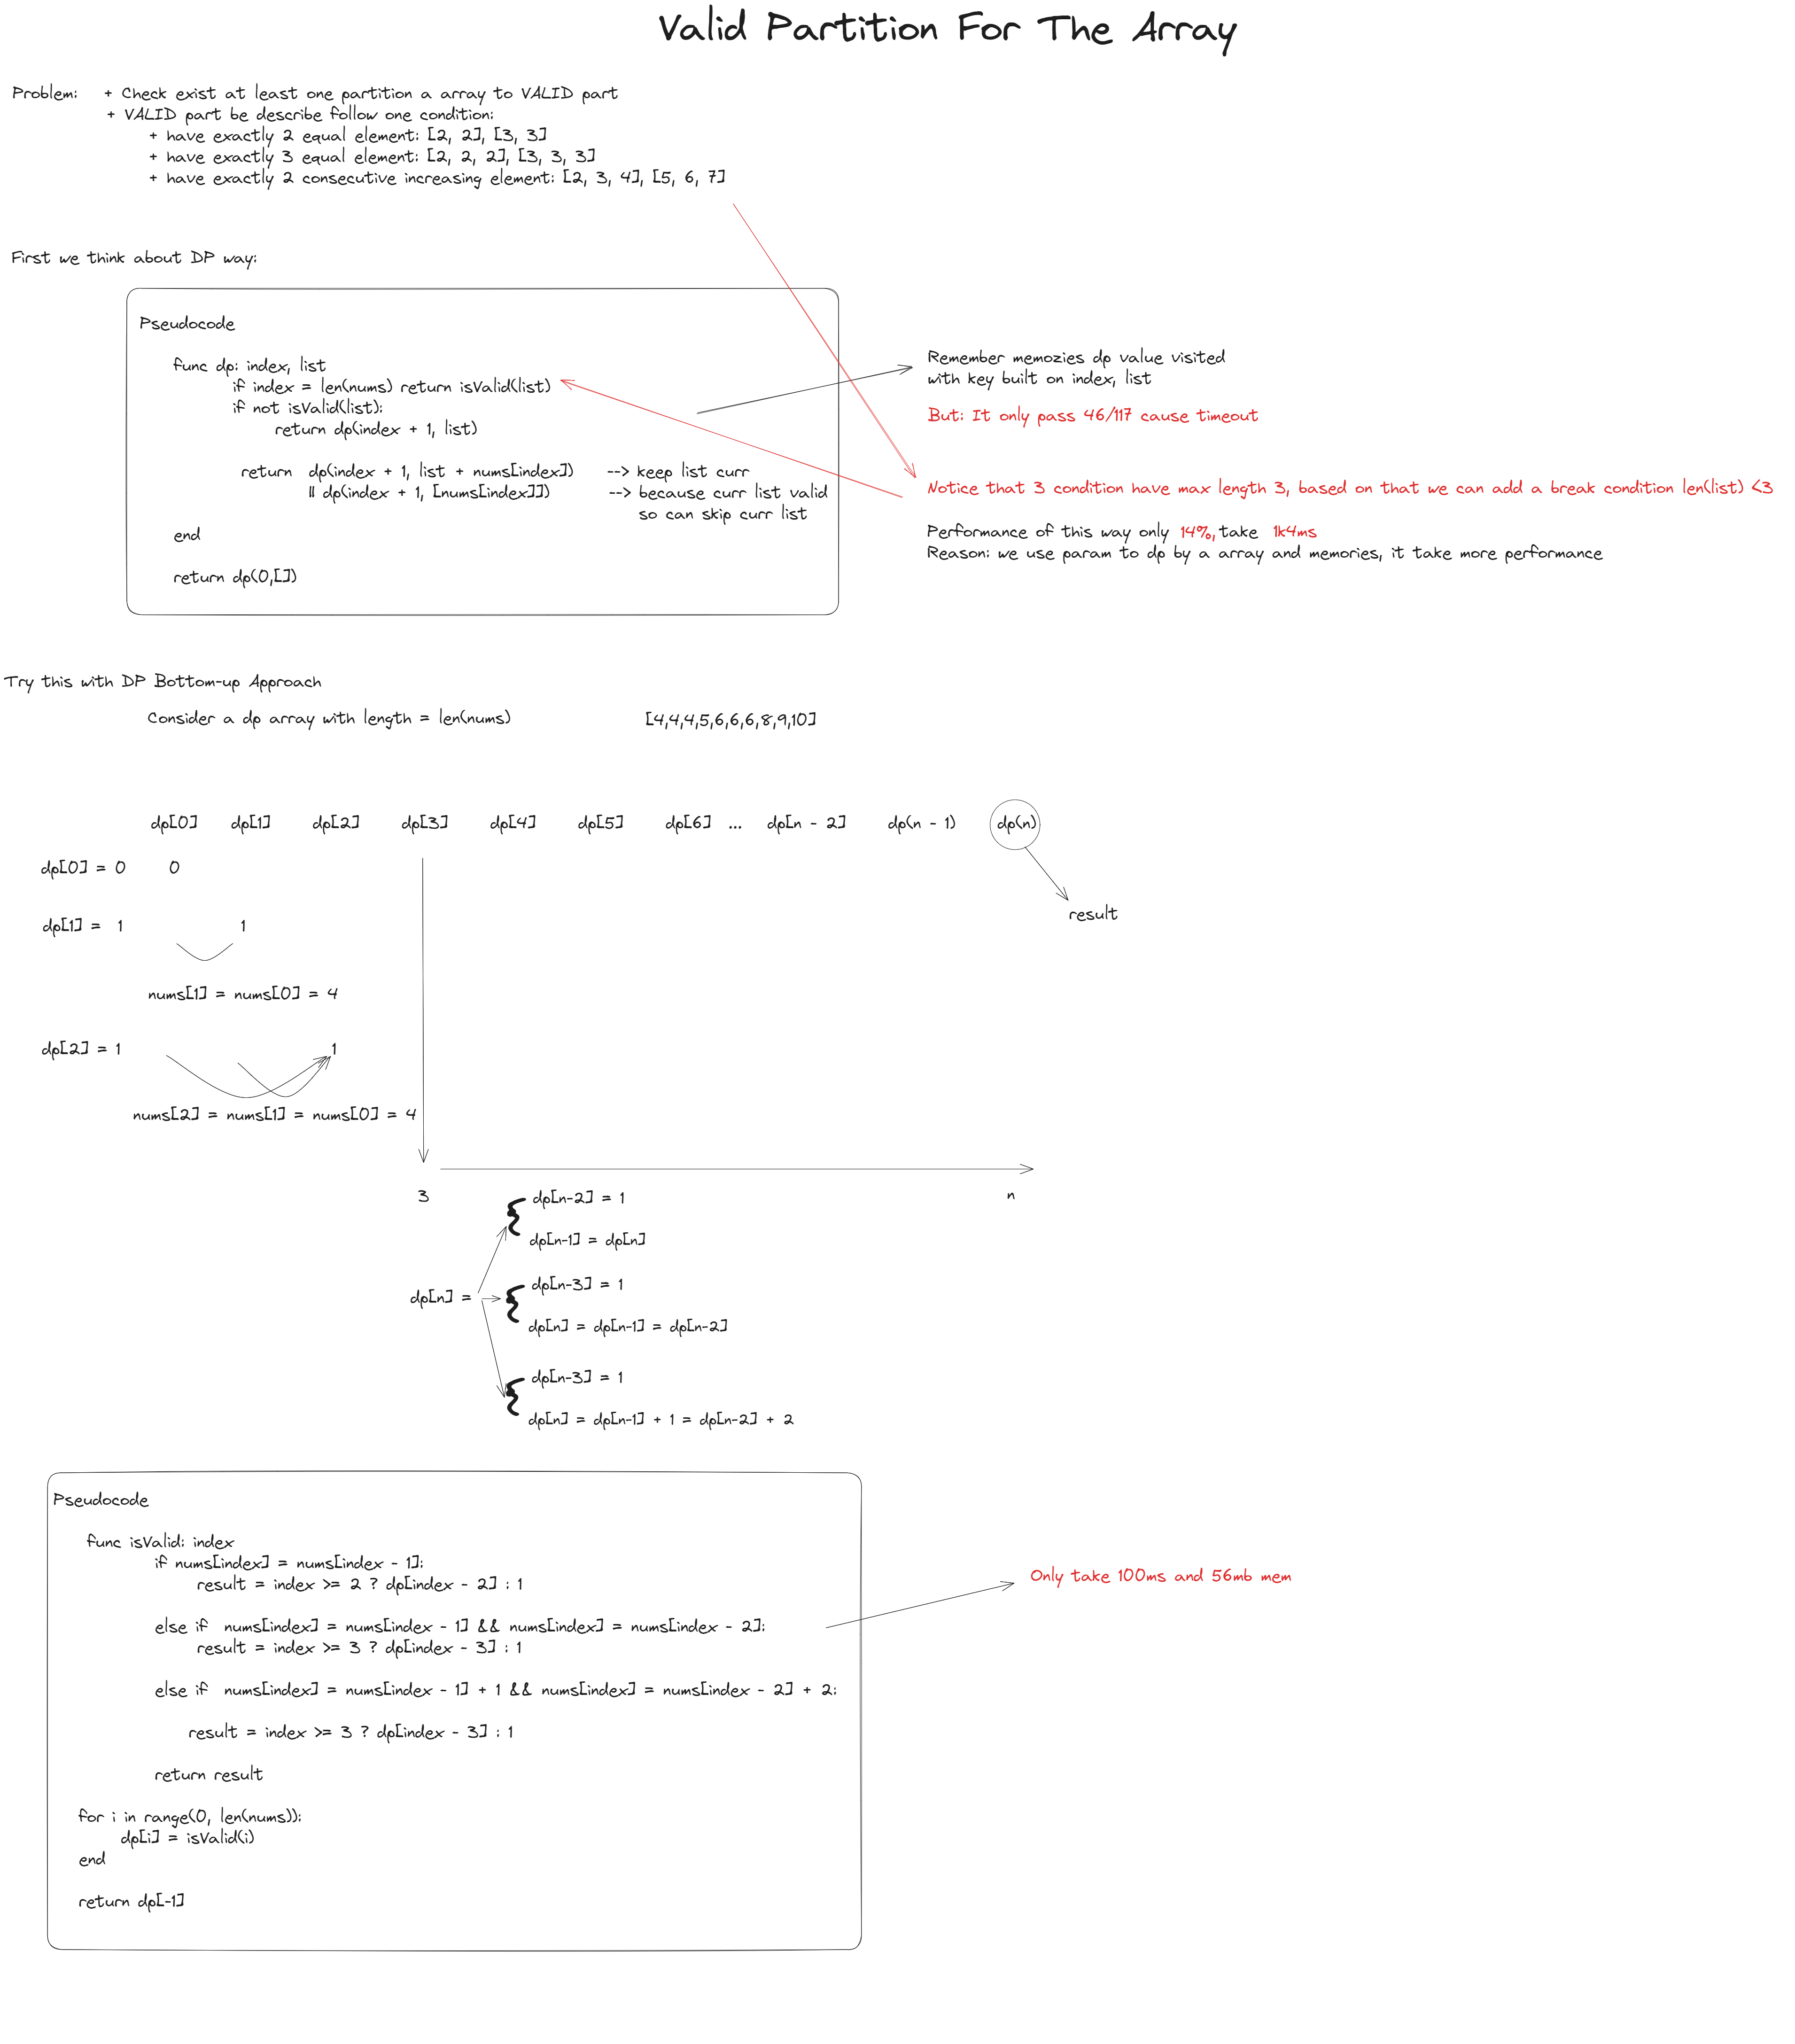 Valid Partition For The Array
Problem: + Check exist at least one partition a array to VALID part
+ VALID part be describe follow one condition:
+ have exactly 2 equal element: [2, 2], [3, 3]
+ have exactly 3 equal element: [2, 2, 2], [3, 3, 3]
+ have exactly 2 consecutive increasing element: [2, 3, 4], [5, 6, 7]
First we think about DP way:
Pseudocode
func dp: index, list
if index = len(nums) return isValid(list)
if not isValid(list):
return dp(index + 1, list)
return dp(index + 1, list + nums[index]) --> keep list curr
|| dp(index + 1, [nums[index]]) --> because curr list valid
so can skip curr list
end
return dp(0,[])
Remember memozies dp value visited
with key built on index, list
But: It only pass 46/117 cause timeout
Notice that 3 condition have max length 3, based on that we can add a break condition len(list) <3
Performance of this way only 14%, take 1k4ms
Reason: we use param to dp by a array and memories, it take more performance
Try this with DP Bottom-up Approach
Consider a dp array with length = len(nums) [4,4,4,5,6,6,6,8,9,10]
dp[0] dp[1] dp[2] dp[3] dp[4] dp[5] dp[6] ... dp[n - 2] dp(n - 1) dp(n)
dp[0] = 0 0
result
dp[1] = 1 1
nums[1] = nums[0] = 4
dp[2] = 1 1
nums[2] = nums[1] = nums[0] = 4
3 n
dp[n-2] = 1
dp[n-1] = dp[n]
dp[n-3] = 1
dp[n] =
dp[n] = dp[n-1] = dp[n-2]
dp[n-3] = 1
dp[n] = dp[n-1] + 1 = dp[n-2] + 2
Pseudocode
func isValid: index
if nums[index] = nums[index - 1]:
result = index >= 2 ? dp[index - 2] : 1
else if nums[index] = nums[index - 1] && nums[index] = nums[index - 2]:
result = index >= 3 ? dp[index - 3] : 1
else if nums[index] = nums[index - 1] + 1 && nums[index] = nums[index - 2] + 2:
result = index >= 3 ? dp[index - 3] : 1
return result
for i in range(0, len(nums)):
dp[i] = isValid(i)
end
return dp[-1]
Only take 100ms and 56mb mem